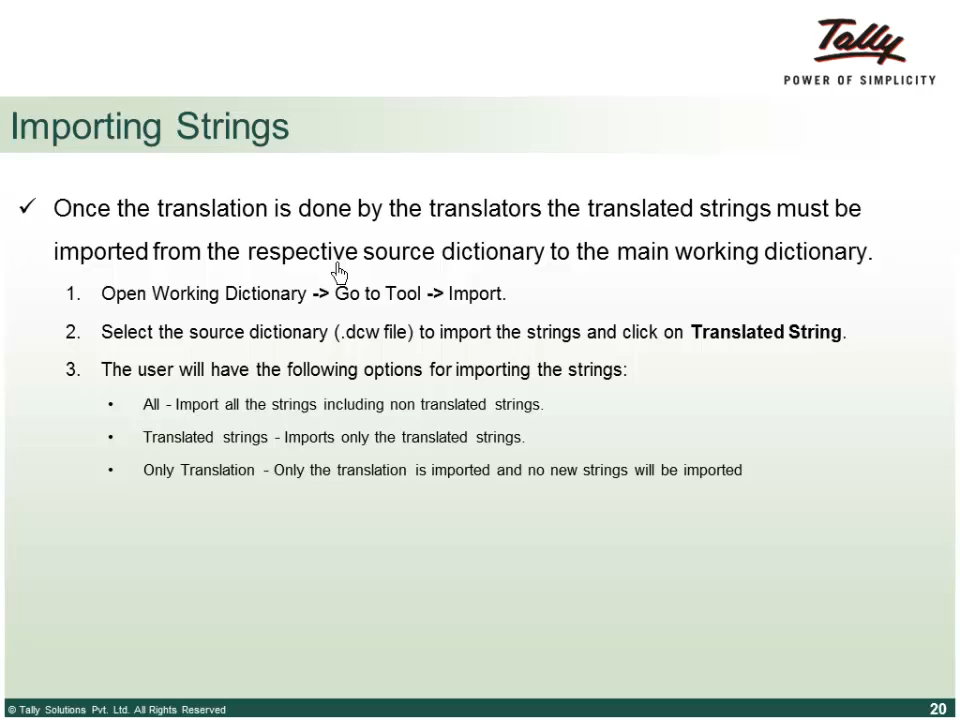 Tally
POWER OF SIMPLICITY
Importing Strings
✓ Once the translation is done by the translators the translated strings must be
imported from the respective source dictionary to the main working dictionary.
1. Open Working Dictionary -> Go to Tool -> Import.
2. Select the source dictionary (.dcw file) to import the strings and click on Translated String.
3. The user will have the following options for importing the strings:
• All - Import all the strings including non translated strings.
• Translated strings - Imports only the translated strings.
• Only Translation - Only the translation is imported and no new strings will be imported
© Tally Solutions Pvt. Ltd. All Rights Reserved
20